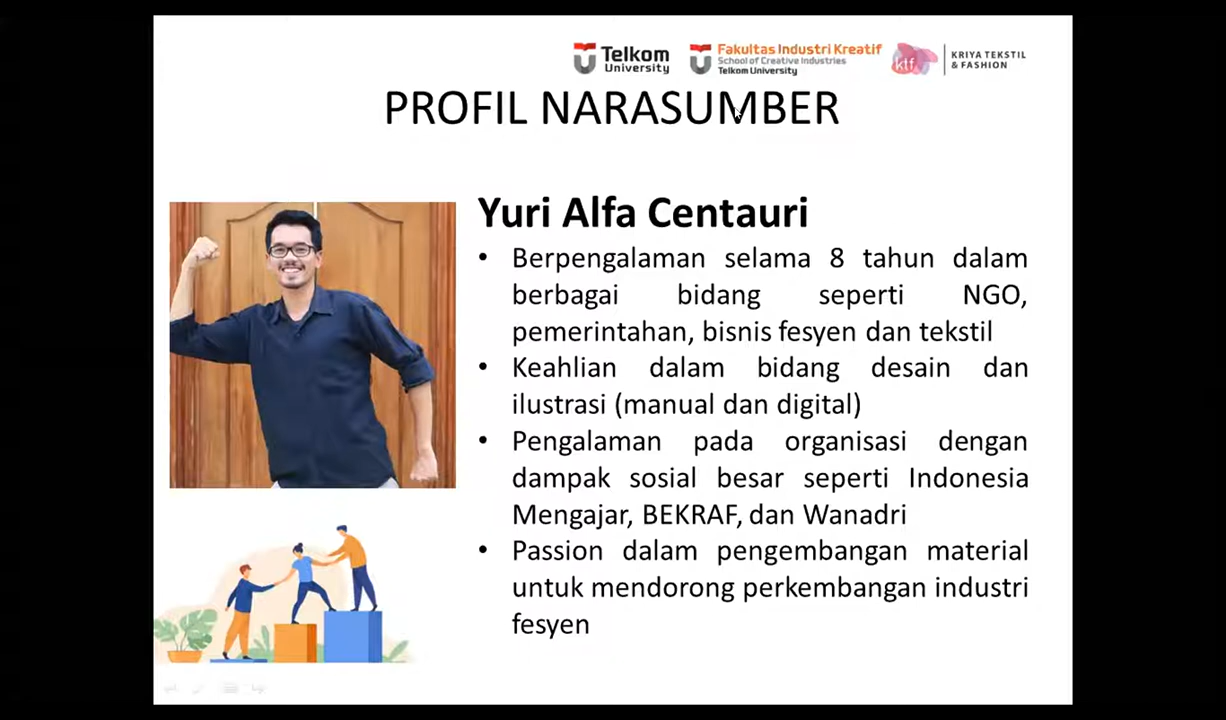 Telkom
University
Fakultas Industri Kreatif
School of Creative Industries
Telkom University
ktf
KRIYA TEKSTIL
& FASHION
PROFIL NARASUMBER
Yuri Alfa Centauri
• Berpengalaman selama 8 tahun dalam
berbagai bidang seperti NGO,
pemerintahan, bisnis fesyen dan tekstil
• Keahlian dalam bidang desain dan
ilustrasi (manual dan digital)
• Pengalaman pada organisasi dengan
dampak sosial besar seperti Indonesia
Mengajar, BEKRAF, dan Wanadri
• Passion dalam pengembangan material
untuk mendorong perkembangan industri
fesyen